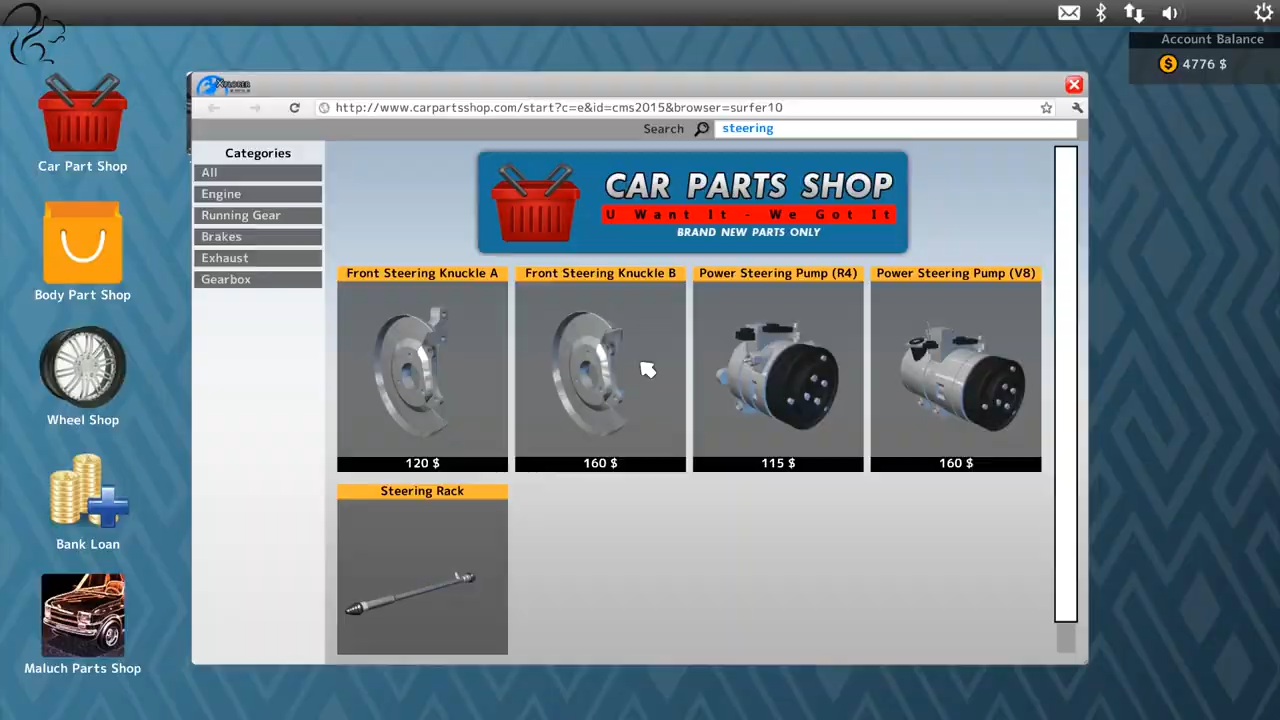 Account Balance
4776 $
Car Part Shop
Body Part Shop
Wheel Shop
Bank Loan
Maluch Parts Shop
http://www.carpartsshop.com/start?c=e&id=cms2015&browser=surfer10
Search steering
Categories
All
Engine
Running Gear
Brakes
Exhaust
Gearbox
CAR PARTS SHOP
U Want It - We Got It
BRAND NEW PARTS ONLY
Front Steering Knuckle A
120 $
Front Steering Knuckle B
160 $
Power Steering Pump (R4)
115 $
Power Steering Pump (V8)
160 $
Steering Rack